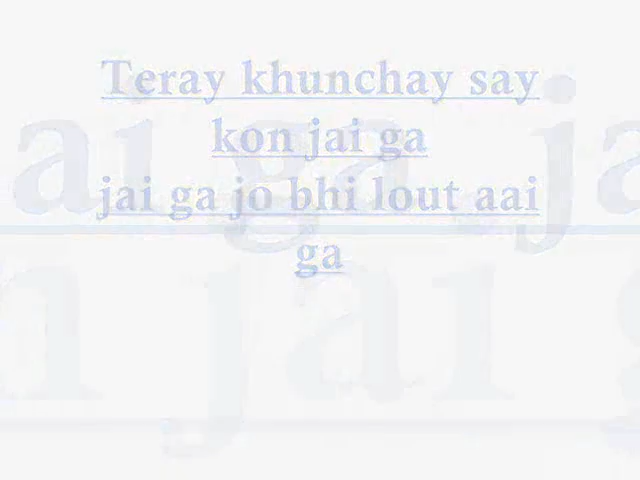 Teray khunchay say
kon jai ga
jai ga jo bhi lout aai
ga